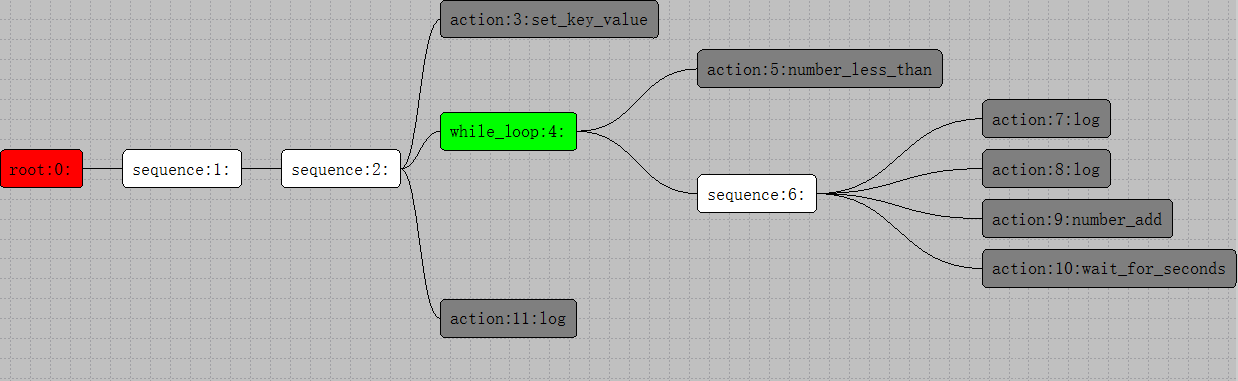 root:0:
sequence:1:
sequence:2:
action:3:set_key_value
while_loop:4:
action:5:number_less_than
sequence:6:
action:7:log
action:8:log
action:9:number_add
action:10:wait_for_seconds
action:11:log